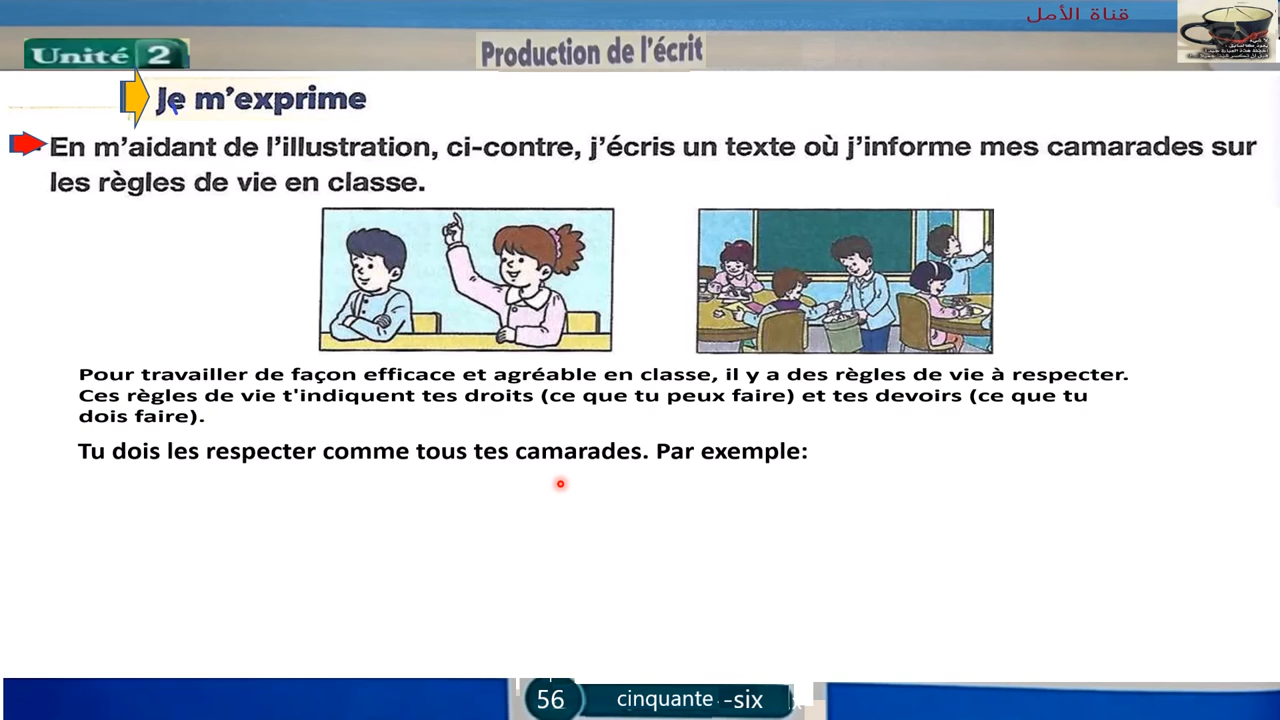 قناة الأمل
Unité 2
Production de l'écrit
Je m'exprime
En m'aidant de l'illustration, ci-contre, j'écris un texte où j'informe mes camarades sur
les règles de vie en classe.
Pour travailler de façon efficace et agréable en classe, il y a des règles de vie à respecter.
Ces règles de vie t'indiquent tes droits (ce que tu peux faire) et tes devoirs (ce que tu
dois faire).
Tu dois les respecter comme tous tes camarades. Par exemple:
56 cinquante -six